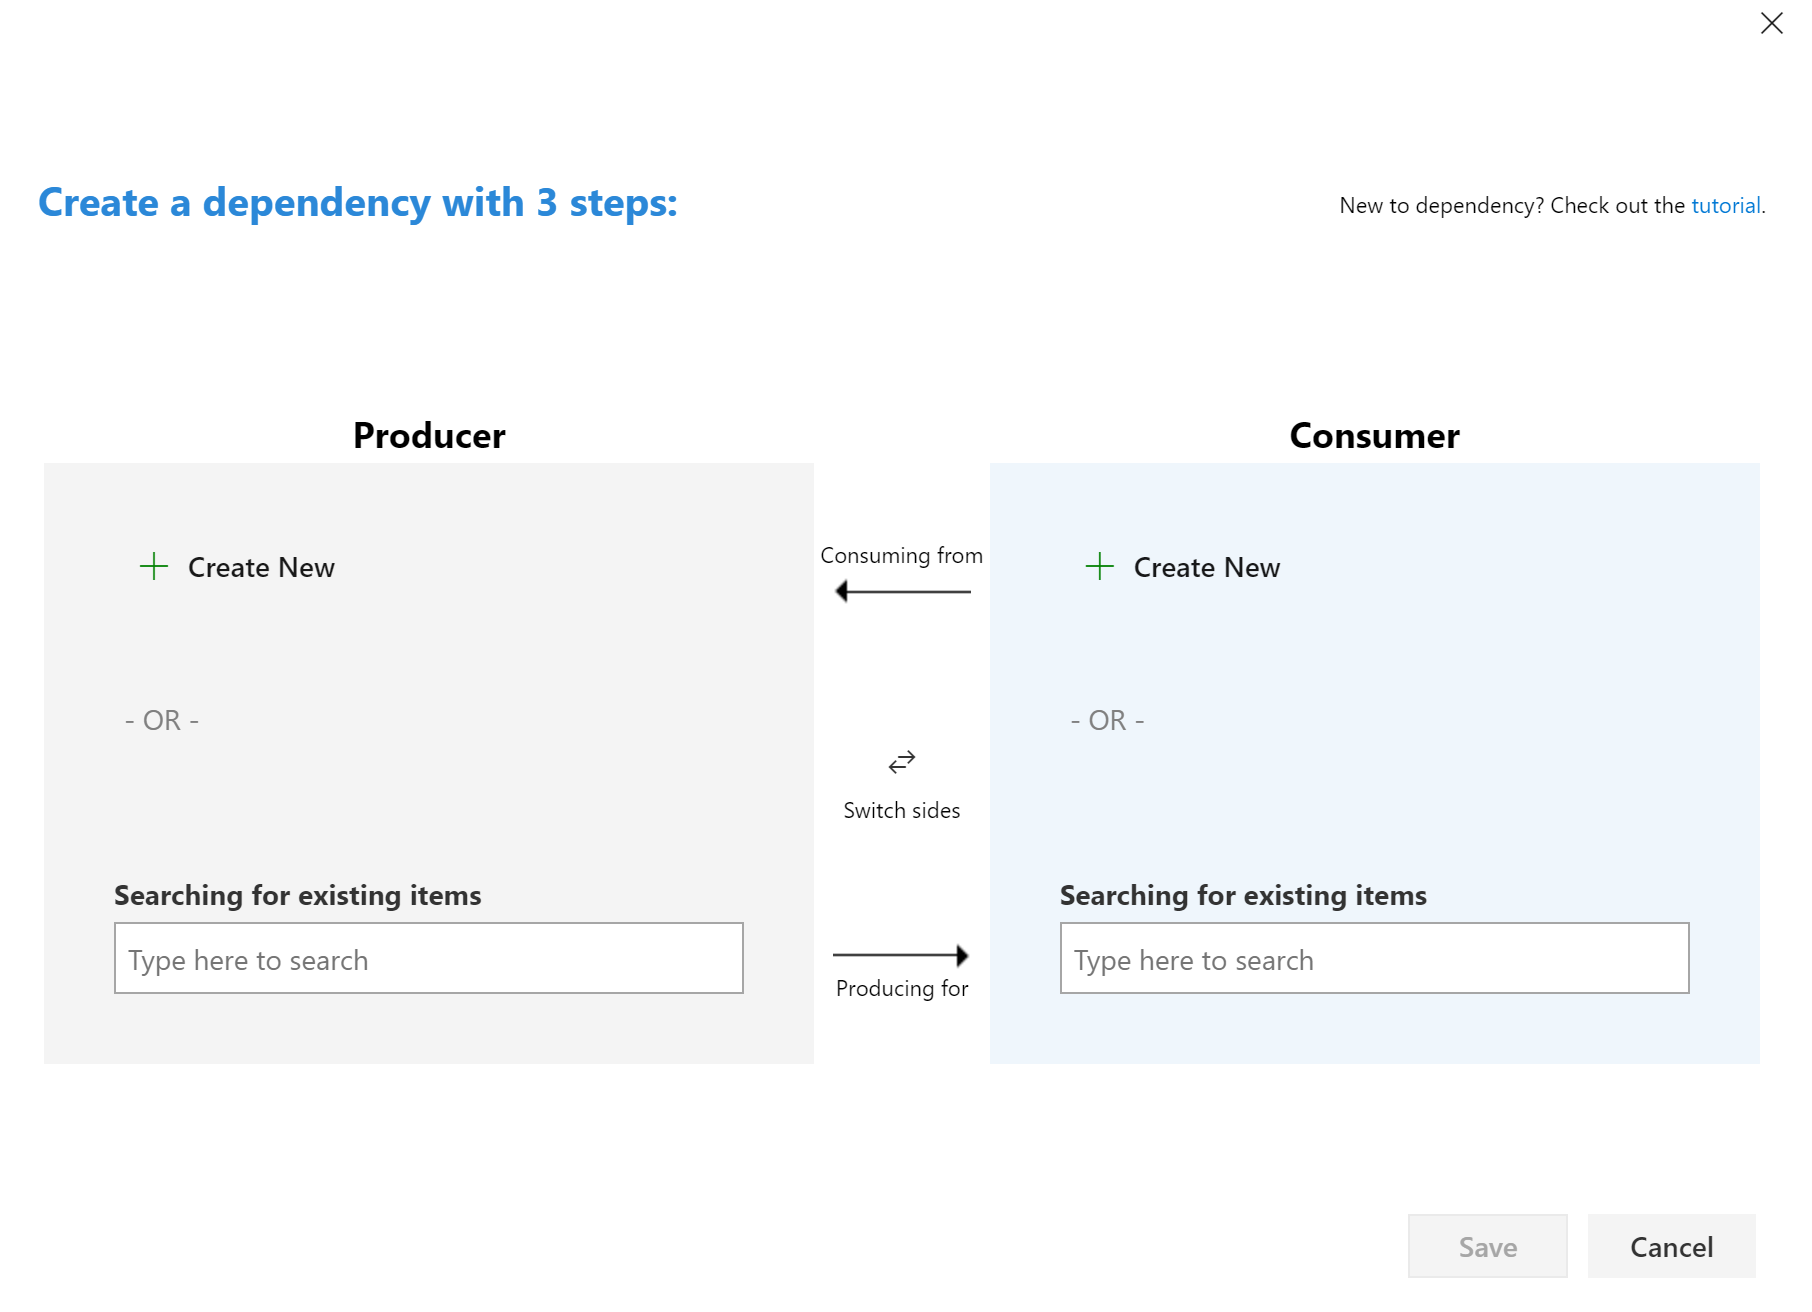 Create a dependency with 3 steps:
New to dependency? Check out the tutorial.
Producer
Create New
- OR -
Searching for existing items
Type here to search
Consuming from
Switch sides
Producing for
Consumer
Create New
- OR -
Searching for existing items
Type here to search
Save
Cancel